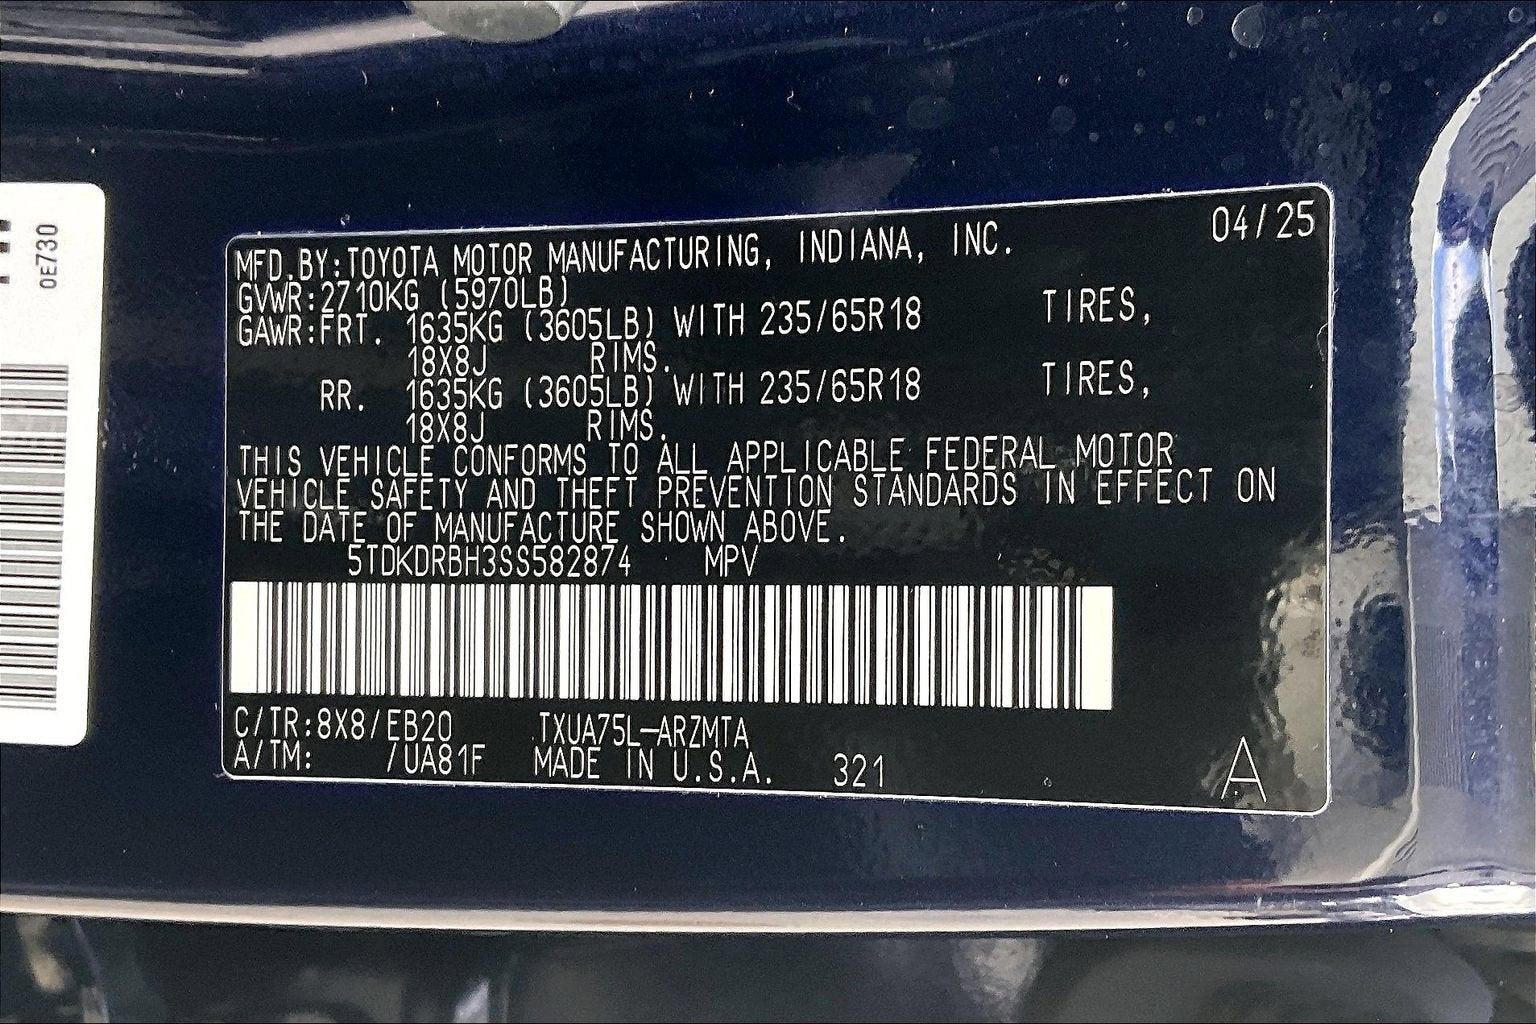 0E730
04/25
MFD.BY:TOYOTA MOTOR MANUFACTURING, INDIANA, INC.
GVWR:2710KG (5970LB)
GAWR:FRT. 1635KG (3605LB) WITH 235/65R18 TIRES,
18X8J RIMS.
RR. 1635KG (3605LB) WITH 235/65R18 TIRES,
18X8J RIMS.
THIS VEHICLE CONFORMS TO ALL APPLICABLE FEDERAL MOTOR
VEHICLE SAFETY AND THEFT PREVENTION STANDARDS IN EFFECT ON
THE DATE OF MANUFACTURE SHOWN ABOVE.
5TDKDRBH3SS582874 MPV
C/TR:8X8/EB20 TXUA75L-ARZMTA
A/TM: /UA81F MADE IN U.S.A. 321 A